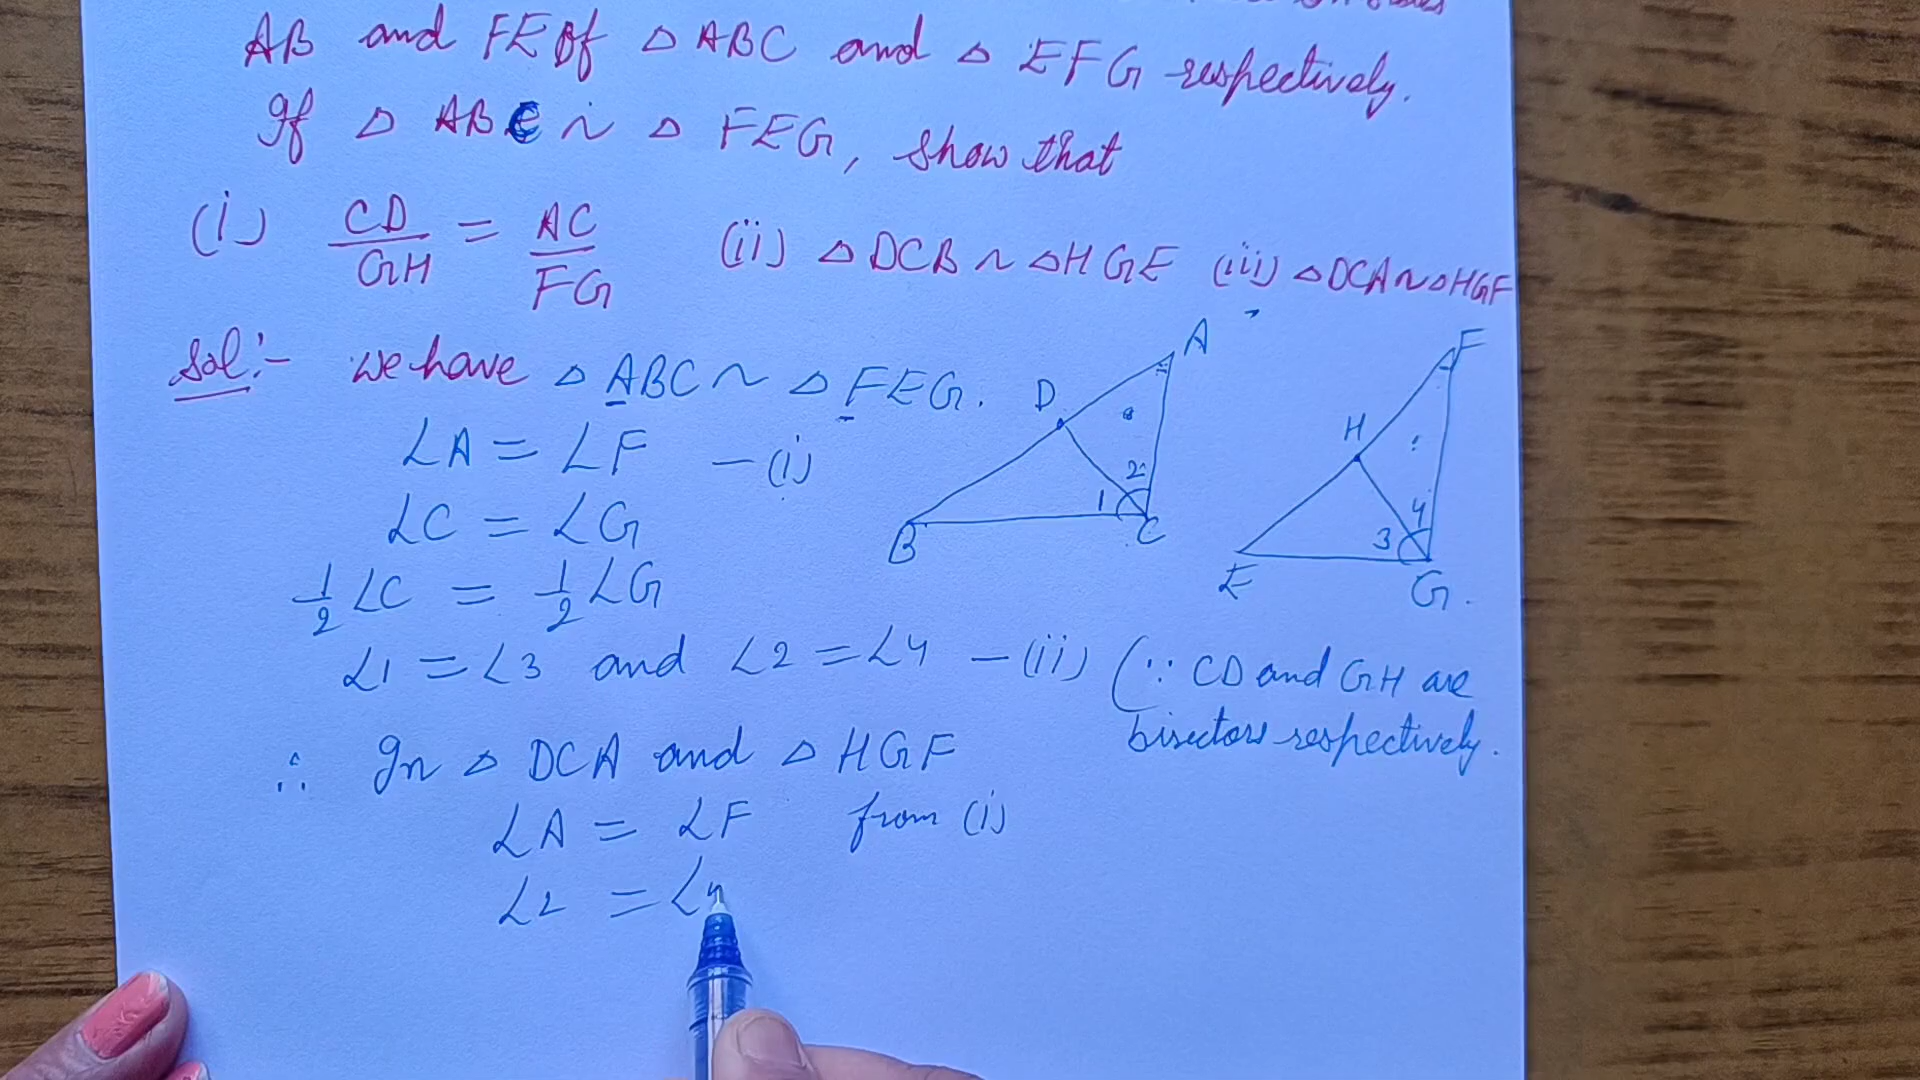 AB and FE of △ ABC and △ EFG respectively.
If △ ABC ~ △ FEG, show that
(i) CD/GH = AC/FG (ii) △DCB ~ △HGE (iii) △DCA ~ △HGF
Sol:- we have △ ABC ~ △ FEG.
∠A = ∠F - (i)
∠C = ∠G
1/2 ∠C = 1/2 ∠G
∠1 = ∠3 and ∠2 = ∠4 - (ii) (∵ CD and GH are
bisectors respectively.
∴ In △ DCA and △ HGF
∠A = ∠F from (i)
∠2 = ∠4
A
D
2
1
B
C
F
H
4
3
E
G.